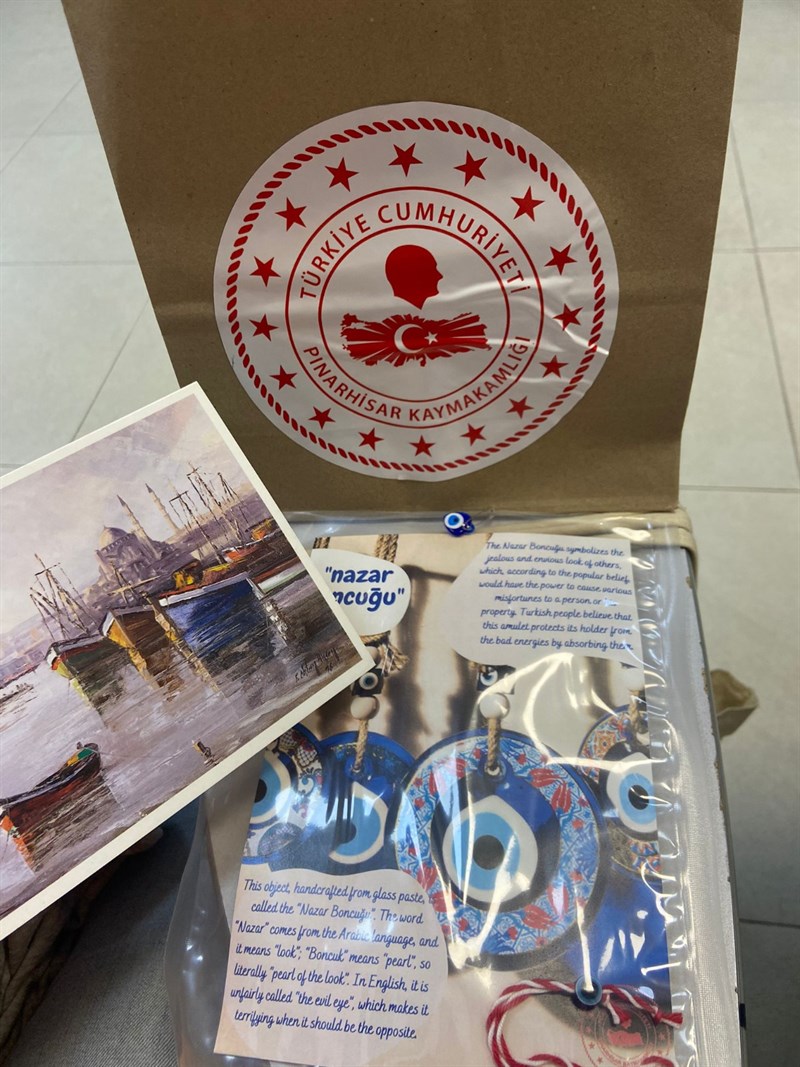 TÜRKİYE CUMHURİYETİ
PINARHİSAR KAYMAKAMLIĞI
"nazar
ncuğu"
The Nazar Boncuğu symbolizes the
jealous and envious look of others,
which, according to the popular belief,
would have the power to cause various
misfortunes to a person or
property. Turkish people believe that
this amulet protects its holder from
the bad energies by absorbing them.
This object, handcrafted from glass paste,
called the "Nazar Boncuğu". The word
"Nazar" comes from the Arabic language, and
it means "look"; "Boncuk" means "pearl", so
literally "pearl of the look". In English, it is
unfairly called "the evil eye", which makes it
terrifying when it should be the opposite.